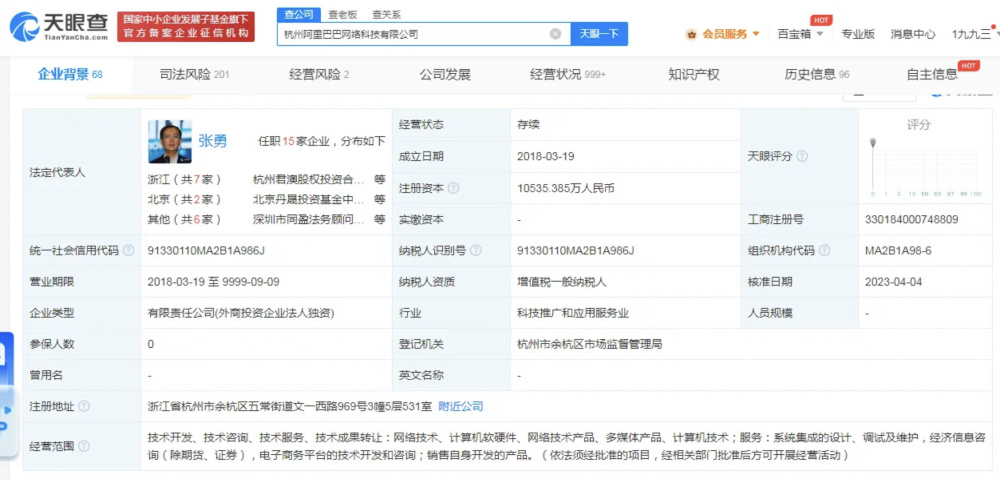 天眼查
TianYanCha.com
国家中小企业发展子基金旗下
官方备案企业征信机构
查公司 查老板 查关系
杭州阿里巴巴网络科技有限公司
天眼一下
HOT
会员服务 百宝箱 专业版 消息中心 1九九三
企业背景 68 司法风险 201 经营风险 2 公司发展 经营状况 999+ 知识产权 历史信息 96 自主信息 HOT
法定代表人 张勇 任职15家企业,分布如下
浙江(共7家) 杭州君澳股权投资合... 等
北京(共2家) 北京丹晟投资基金中... 等
其他(共6家) 深圳市同盈法务顾问... 等
经营状态 存续
成立日期 2018-03-19
注册资本 10535.385万人民币
实缴资本 -
天眼评分 评分
0 1 3 15 50 85 97 99 100
工商注册号 330184000748809
统一社会信用代码 91330110MA2B1A986J 纳税人识别号 91330110MA2B1A986J 组织机构代码 MA2B1A98-6
营业期限 2018-03-19 至 9999-09-09 纳税人资质 增值税一般纳税人 核准日期 2023-04-04
企业类型 有限责任公司(外商投资企业法人独资) 行业 科技推广和应用服务业 人员规模 -
参保人数 0 登记机关 杭州市余杭区市场监督管理局
曾用名 - 英文名称 -
注册地址 浙江省杭州市余杭区五常街道文一西路969号3幢5层531室 附近公司
经营范围 技术开发、技术咨询、技术服务、技术成果转让:网络技术、计算机软硬件、网络技术产品、多媒体产品、计算机技术;服务:系统集成的设计、调试及维护,经济信息咨
询(除期货、证券),电子商务平台的技术开发和咨询;销售自身开发的产品。(依法须经批准的项目,经相关部门批准后方可开展经营活动)